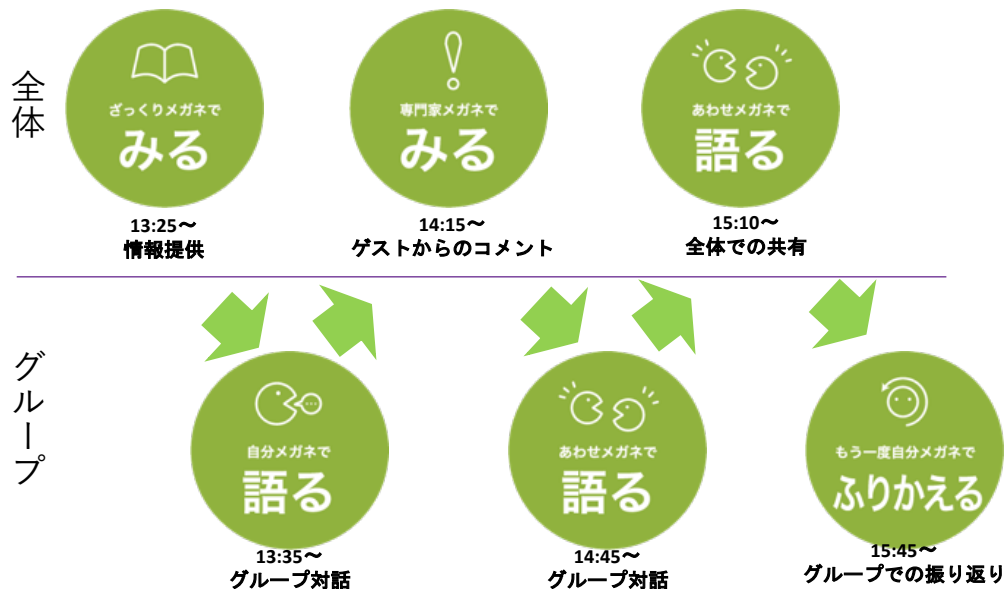 全体
ざっくりメガネで
みる
13:25～
情報提供
専門家メガネで
みる
14:15～
ゲストからのコメント
あわせメガネで
語る
15:10～
全体での共有
グループ
自分メガネで
語る
13:35～
グループ対話
あわせメガネで
語る
14:45～
グループ対話
もう一度自分メガネで
ふりかえる
15:45～
グループでの振り返り